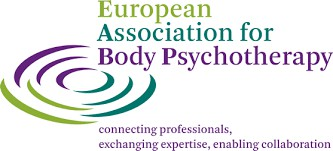 European
Association for
Body Psychotherapy
connecting professionals,
exchanging expertise, enabling collaboration